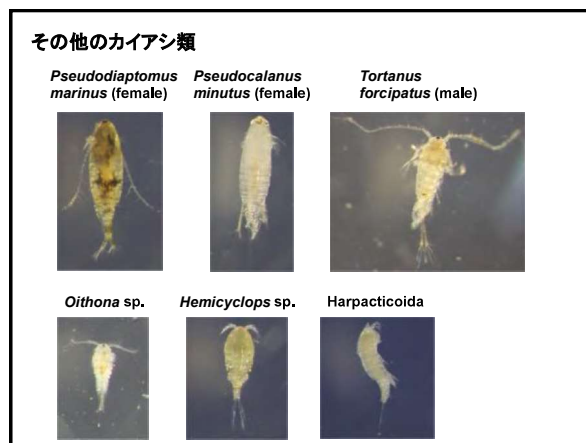 その他のカイアシ類
Pseudodiaptomus
marinus (female)
Pseudocalanus
minutus (female)
Tortanus
forcipatus (male)
Oithona sp.
Hemicyclops sp.
Harpacticoida